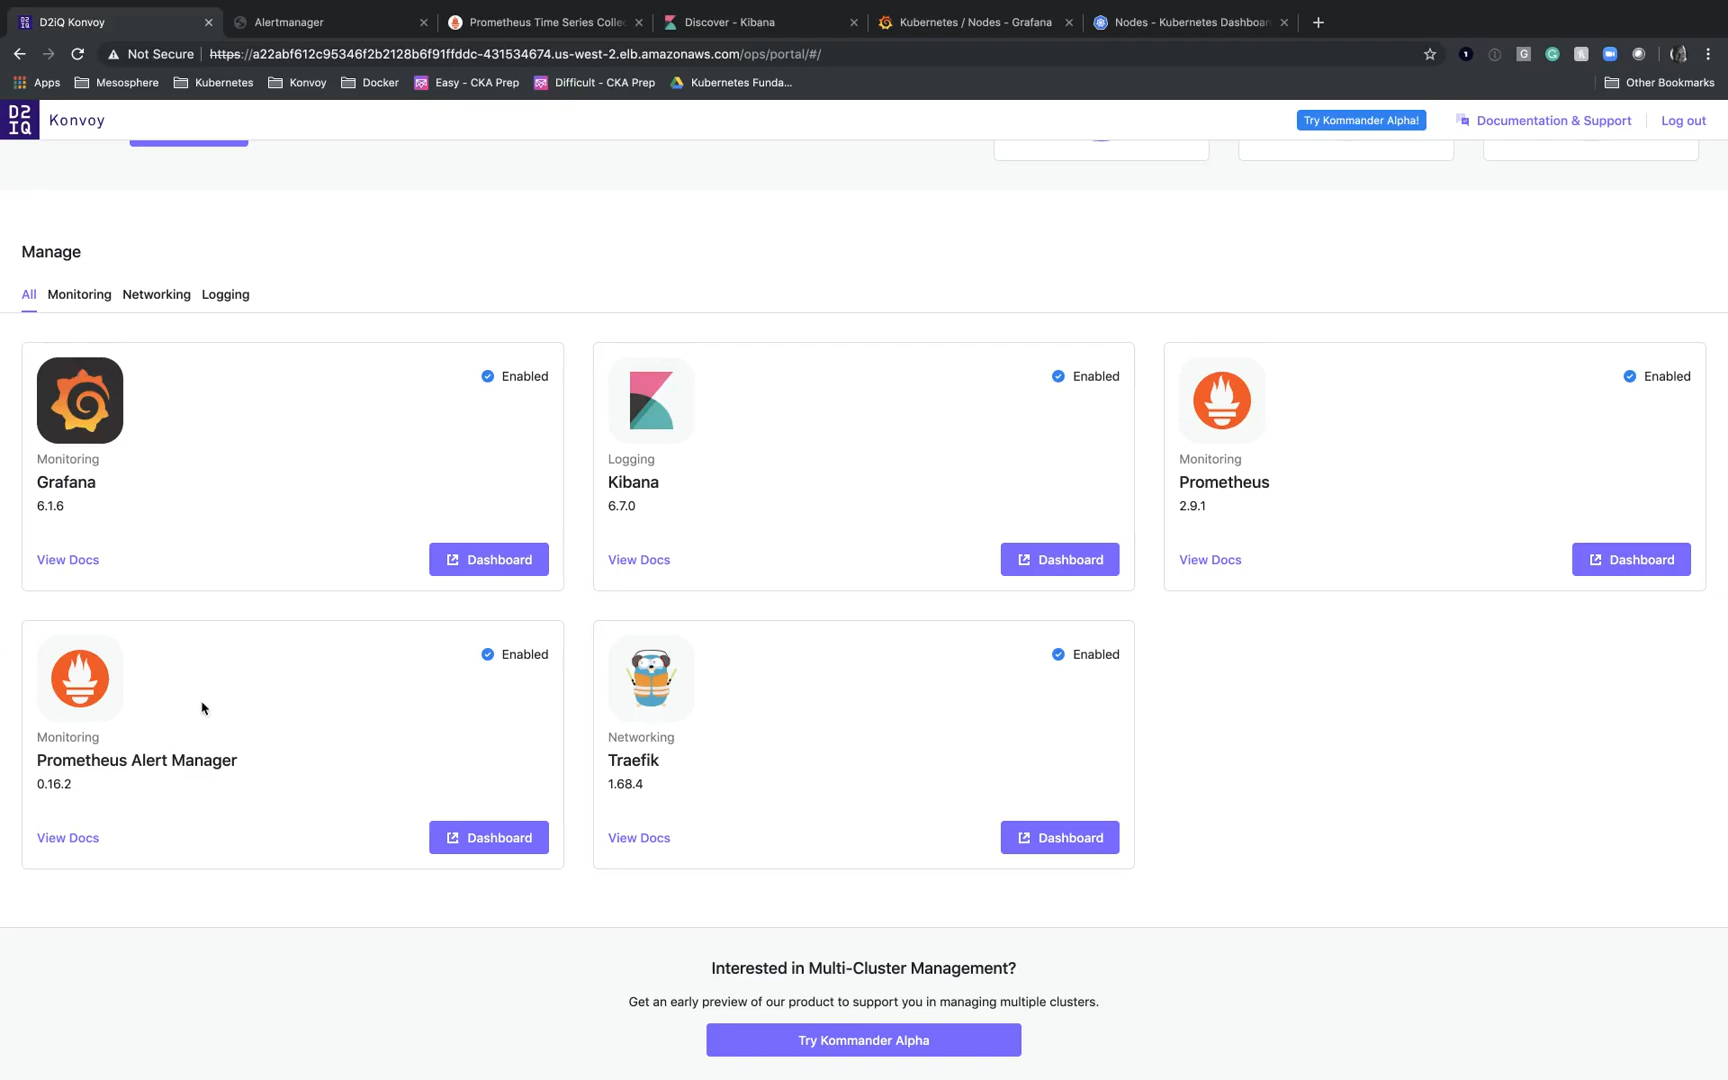 D2iQ Konvoy
Alertmanager
Prometheus Time Series Collec
Discover - Kibana
Kubernetes / Nodes - Grafana
Nodes - Kubernetes Dashboar
Not Secure
https://a22abf612c95346f2b2128b6f91ffddc-431534674.us-west-2.elb.amazonaws.com/ops/portal/#/
Apps
Mesosphere
Kubernetes
Konvoy
Docker
Easy - CKA Prep
Difficult - CKA Prep
Kubernetes Funda...
Other Bookmarks
D2
IQ
Konvoy
Try Kommander Alpha!
Documentation & Support
Log out
Manage
All
Monitoring
Networking
Logging
Enabled
Monitoring
Grafana
6.1.6
View Docs
Dashboard
Enabled
Logging
Kibana
6.7.0
View Docs
Dashboard
Enabled
Monitoring
Prometheus
2.9.1
View Docs
Dashboard
Enabled
Monitoring
Prometheus Alert Manager
0.16.2
View Docs
Dashboard
Enabled
Networking
Traefik
1.68.4
View Docs
Dashboard
Interested in Multi-Cluster Management?
Get an early preview of our product to support you in managing multiple clusters.
Try Kommander Alpha